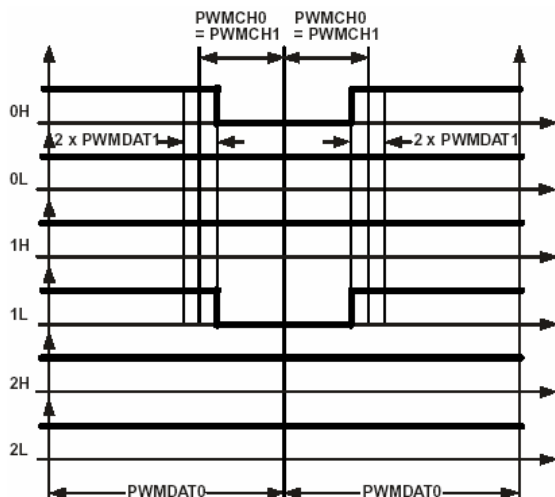 PWMCH0 PWMCH0
= PWMCH1 = PWMCH1
0H
2 x PWMDAT1 2 x PWMDAT1
0L
1H
1L
2H
2L
PWMDAT0 PWMDAT0